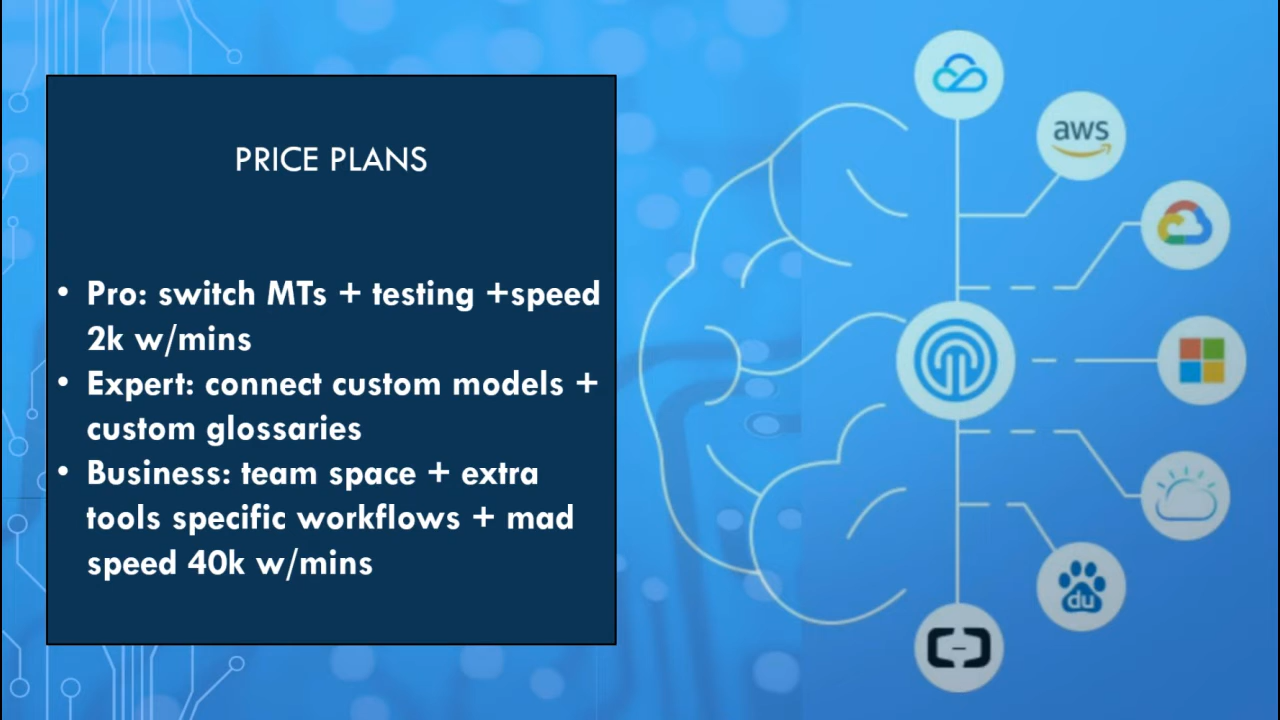 PRICE PLANS
• Pro: switch MTs + testing +speed
2k w/mins
• Expert: connect custom models +
custom glossaries
• Business: team space + extra
tools specific workflows + mad
speed 40k w/mins
aws
du